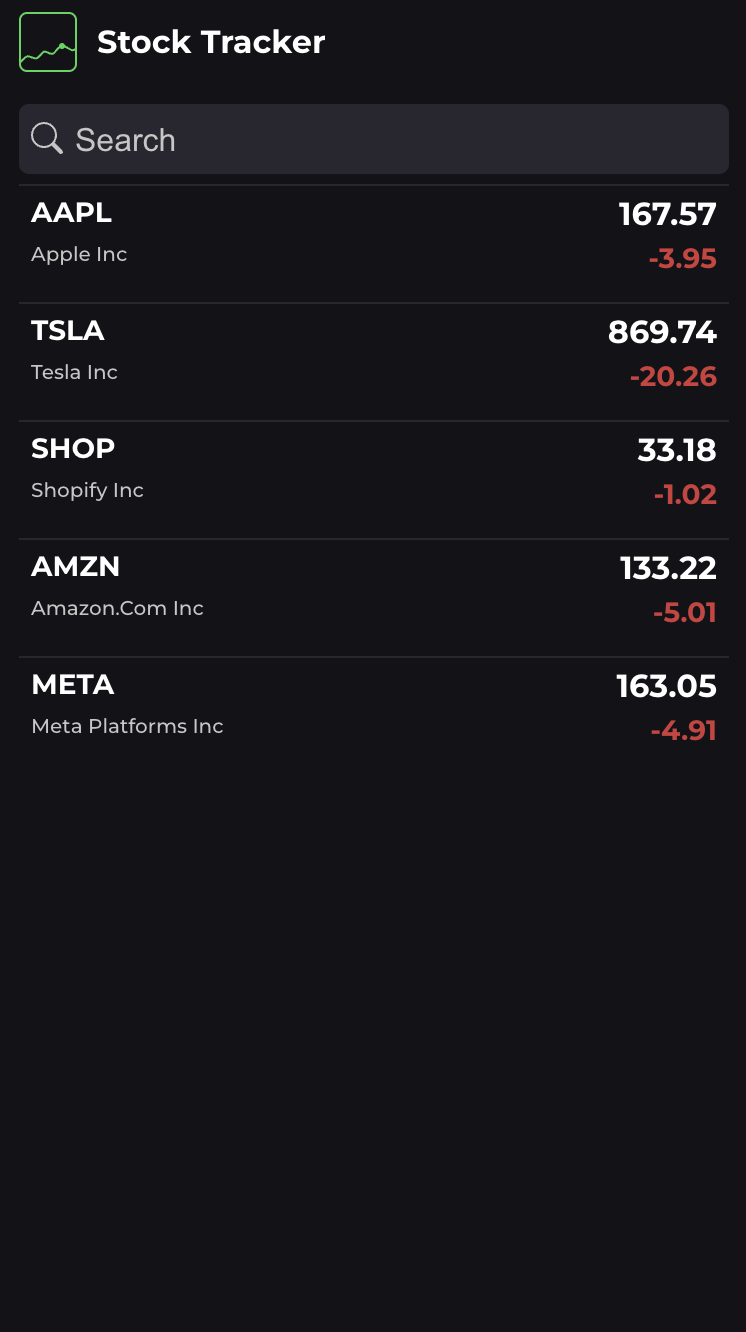 Stock Tracker
Search
AAPL 167.57
Apple Inc -3.95
TSLA 869.74
Tesla Inc -20.26
SHOP 33.18
Shopify Inc -1.02
AMZN 133.22
Amazon.Com Inc -5.01
META 163.05
Meta Platforms Inc -4.91